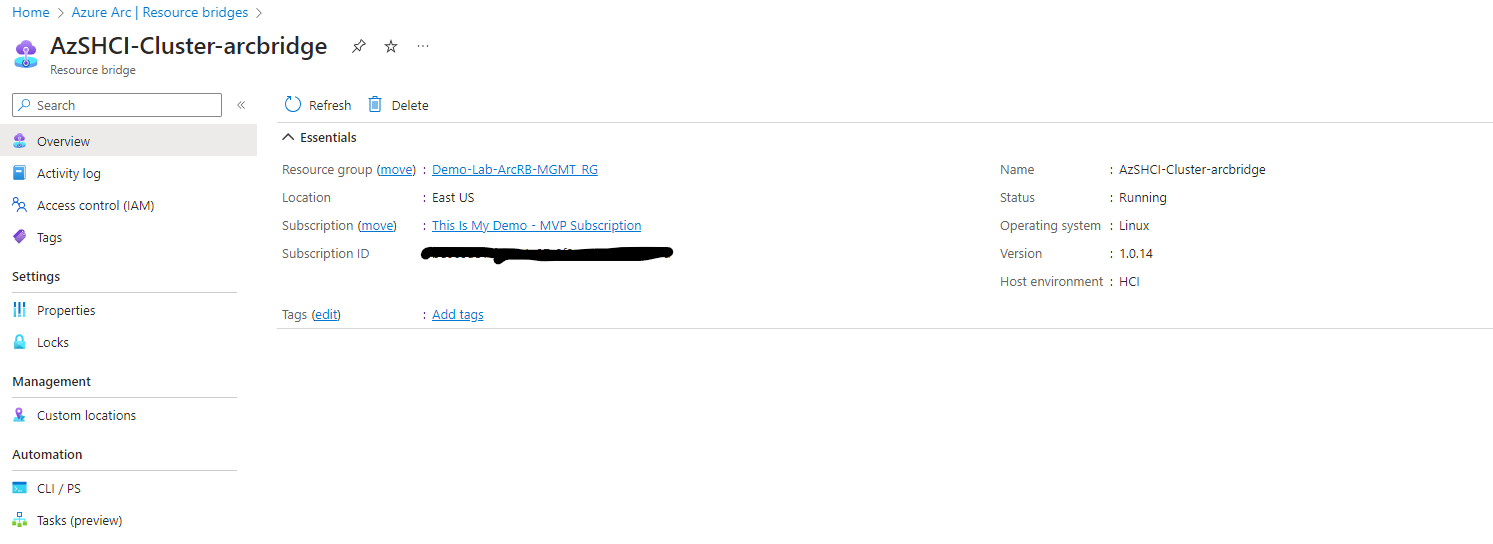 Home > Azure Arc | Resource bridges >
AzSHCI-Cluster-arcbridge
Resource bridge
Search
Overview
Activity log
Access control (IAM)
Tags
Settings
Properties
Locks
Management
Custom locations
Automation
CLI / PS
Tasks (preview)
Refresh Delete
Essentials
Resource group (move) : Demo-Lab-ArcRB-MGMT_RG
Location : East US
Subscription (move) : This Is My Demo - MVP Subscription
Subscription ID
Tags (edit) : Add tags
Name : AzSHCI-Cluster-arcbridge
Status : Running
Operating system : Linux
Version : 1.0.14
Host environment : HCI